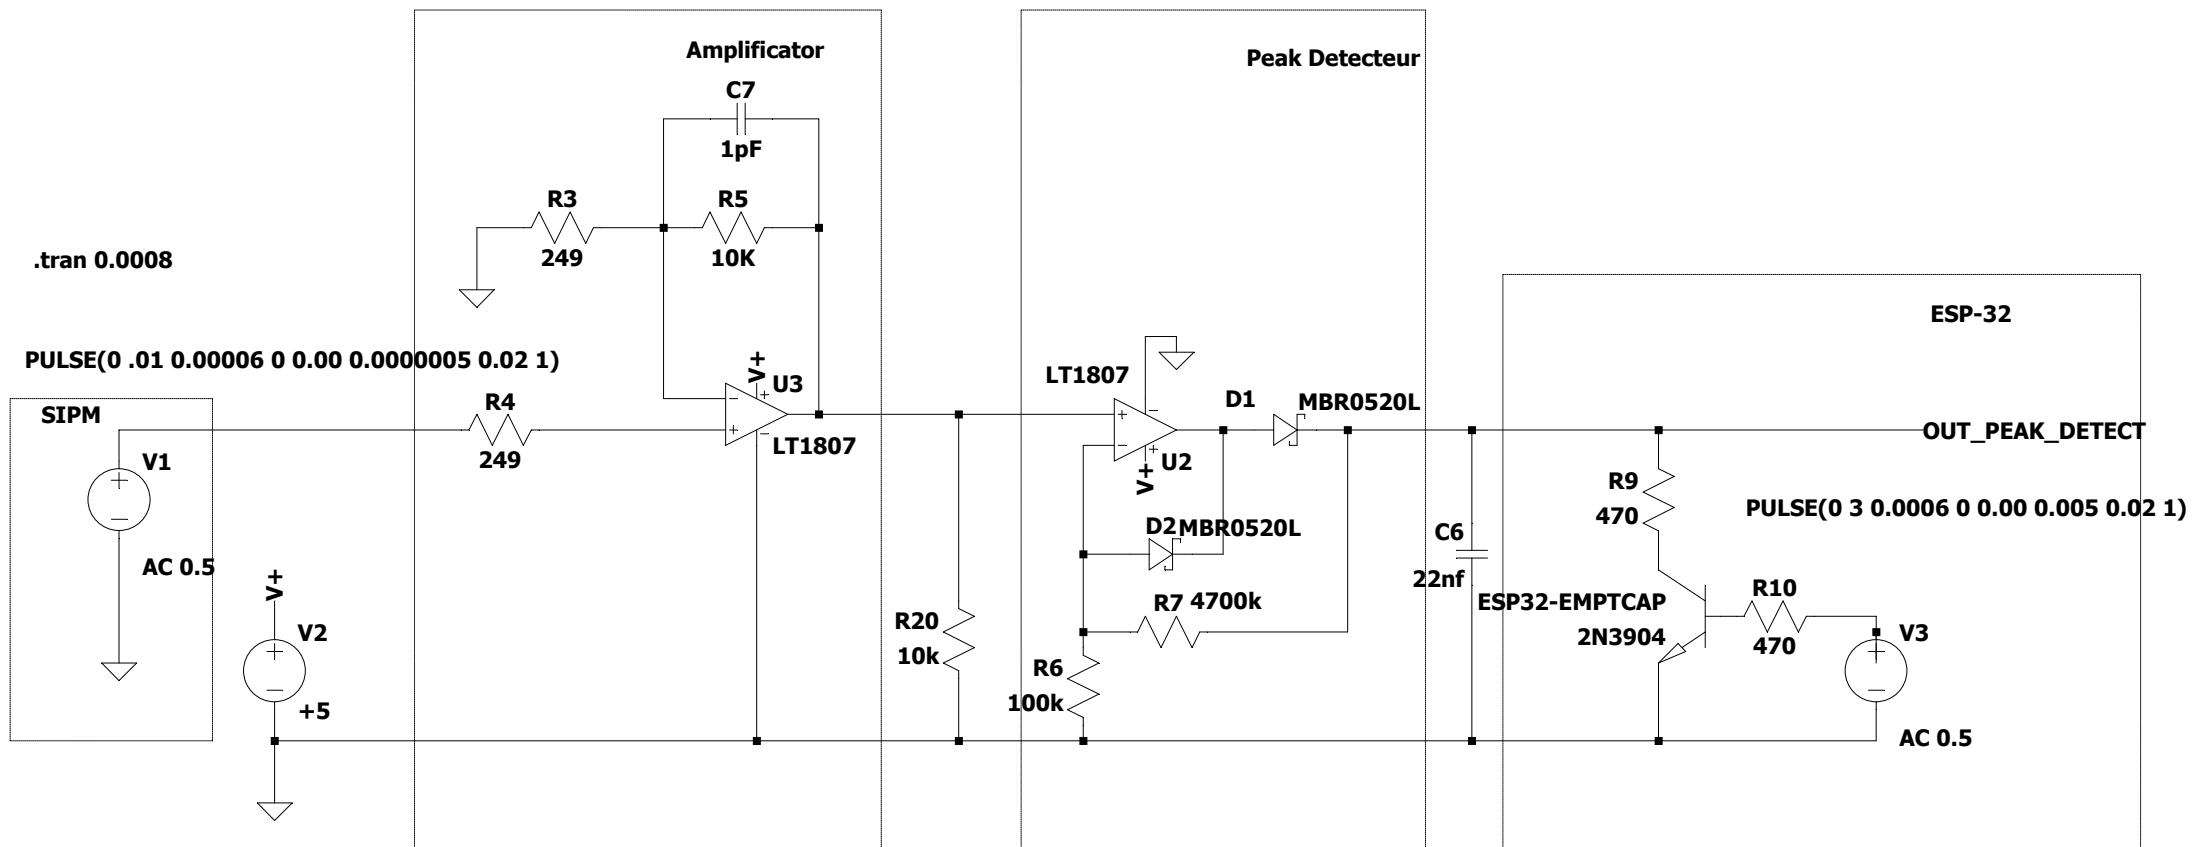 Amplificator
Peak Detecteur
C7
1pF
R3
249
R5
10K
.tran 0.0008
ESP-32
PULSE(0 .01 0.00006 0 0.00 0.0000005 0.02 1)
V+
U3
LT1807
SIPM
R4
249
LT1807
D1
MBR0520L
OUT_PEAK_DETECT
V1
U2
V+
R9
470
PULSE(0 3 0.0006 0 0.00 0.005 0.02 1)
D2
MBR0520L
C6
22nf
AC 0.5
V+
R7
4700k
ESP32-EMPTCAP
2N3904
R10
470
V2
+5
R20
10k
R6
100k
V3
AC 0.5